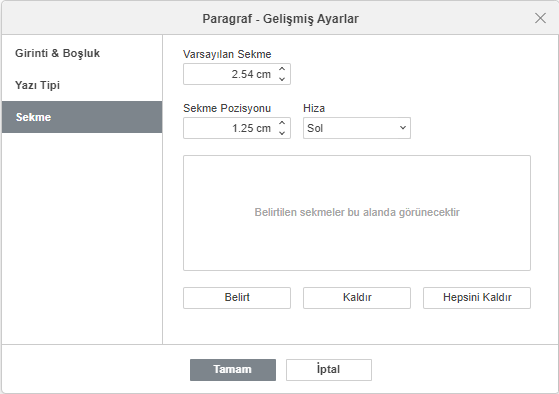 Paragraf - Gelişmiş Ayarlar
Girinti & Boşluk
Yazı Tipi
Sekme
Varsayılan Sekme
2.54 cm
Sekme Pozisyonu
Hiza
1.25 cm
Sol
Belirtilen sekmeler bu alanda görünecektir
Belirt
Kaldır
Hepsini Kaldır
Tamam
İptal